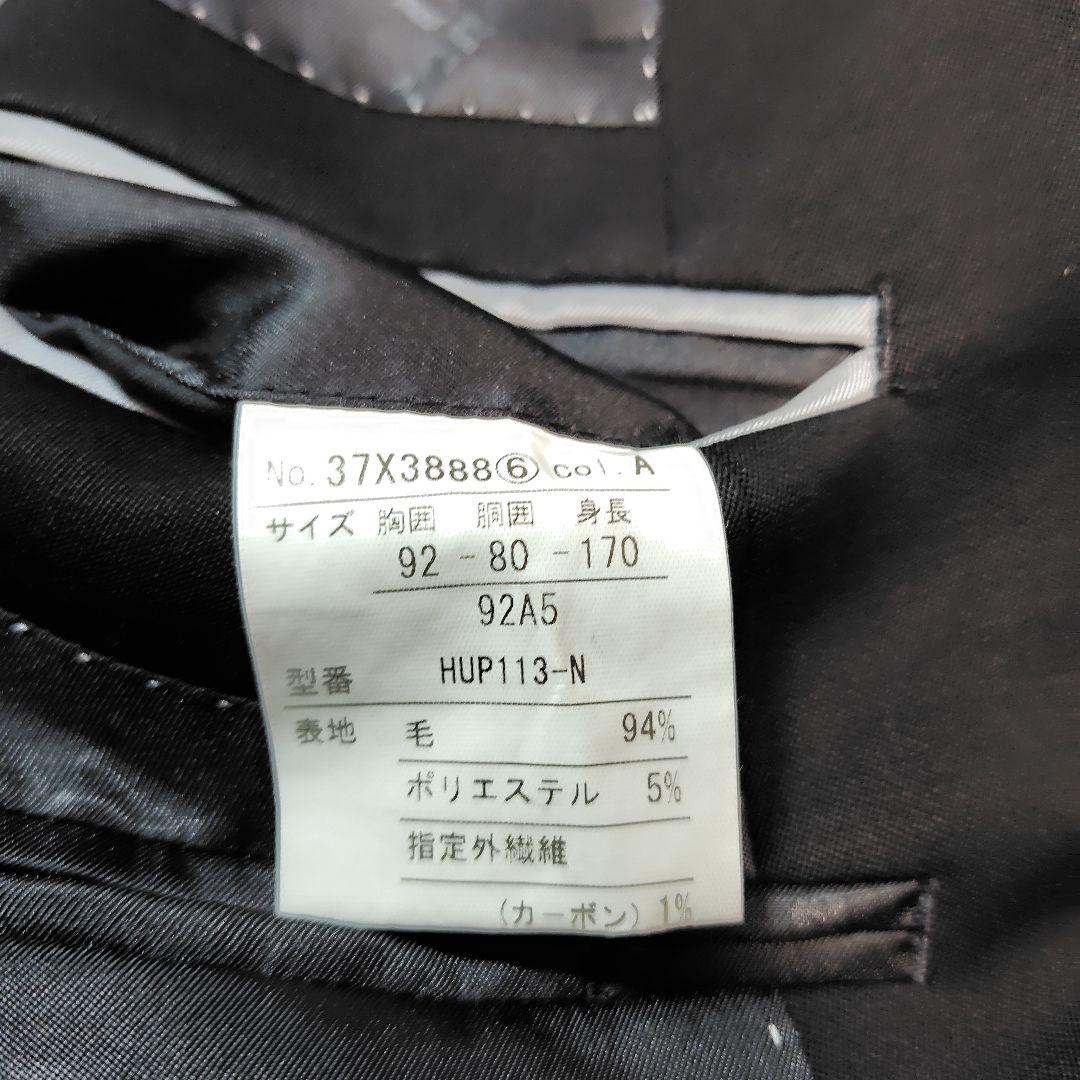 No. 37X3888⑥ col. A
サイズ 胸囲 胴囲 身長
92 - 80 - 170
92A5
型番 HUP113-N
表地 毛 94%
ポリエステル 5%
指定外繊維
(カーボン) 1%